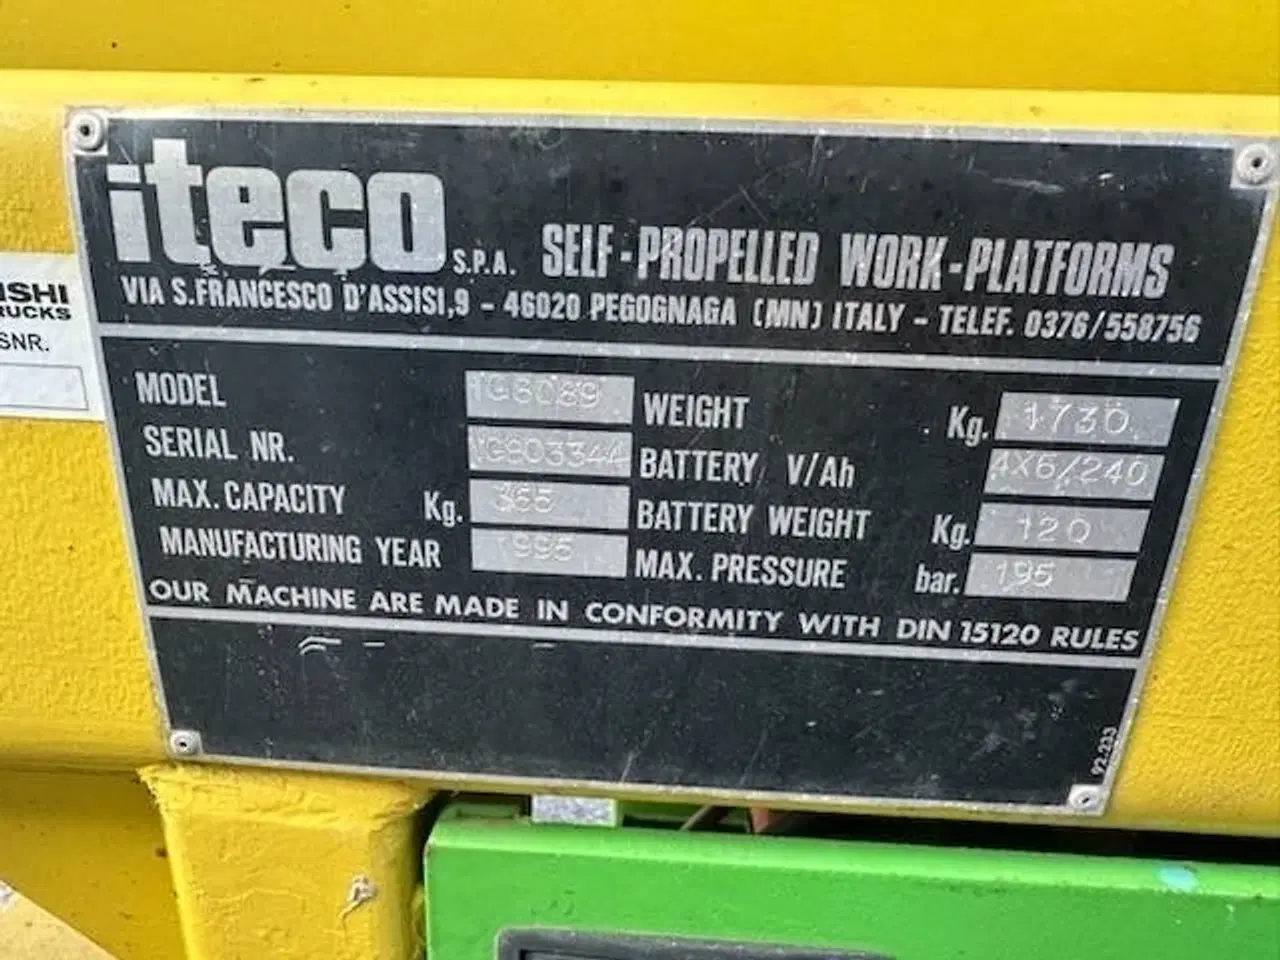 iteco S.P.A. SELF-PROPELLED WORK-PLATFORMS
VIA S.FRANCESCO D'ASSISI,9 - 46020 PEGOGNAGA (MN) ITALY - TELEF. 0376/558756
MODEL WEIGHT Kg. 1730
SERIAL NR. BATTERY V/Ah 4X6/240
MAX. CAPACITY Kg. 365 BATTERY WEIGHT Kg. 120
MANUFACTURING YEAR 1995 MAX. PRESSURE bar. 195
OUR MACHINE ARE MADE IN CONFORMITY WITH DIN 15120 RULES
92-233
ISHI
RUCKS
SNR.